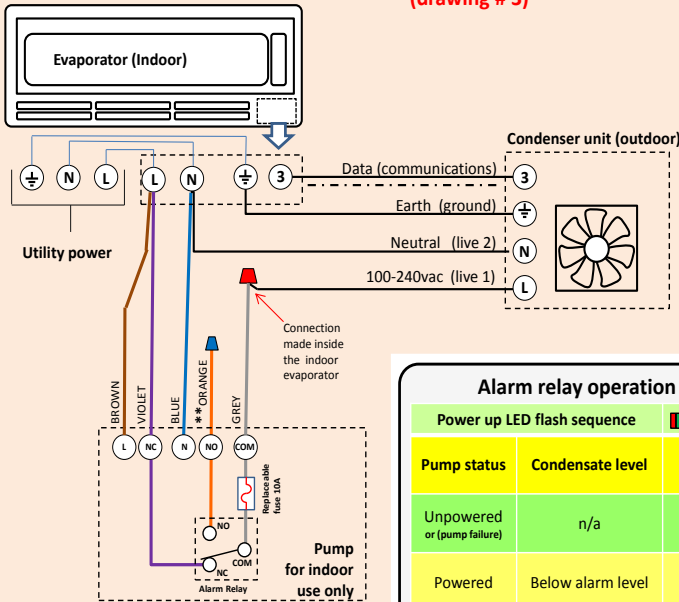 (drawing # 3)
Evaporator (Indoor)
Condenser unit (outdoor)
N
L
L
N
3
Data (communications)
3
Earth (ground)
Neutral (live 2)
N
100-240vac (live 1)
L
Utility power
Connection
made inside
the indoor
evaporator
BROWN
VIOLET
BLUE
**ORANGE
GREY
L
NC
N
NO
COM
Replaceable
fuse 10A
NO
COM
NC
Alarm Relay
Pump
for indoor
use only
Alarm relay operation
Power up LED flash sequence
Pump status
Condensate level
Unpowered
or (pump failure)
n/a
Powered
Below alarm level